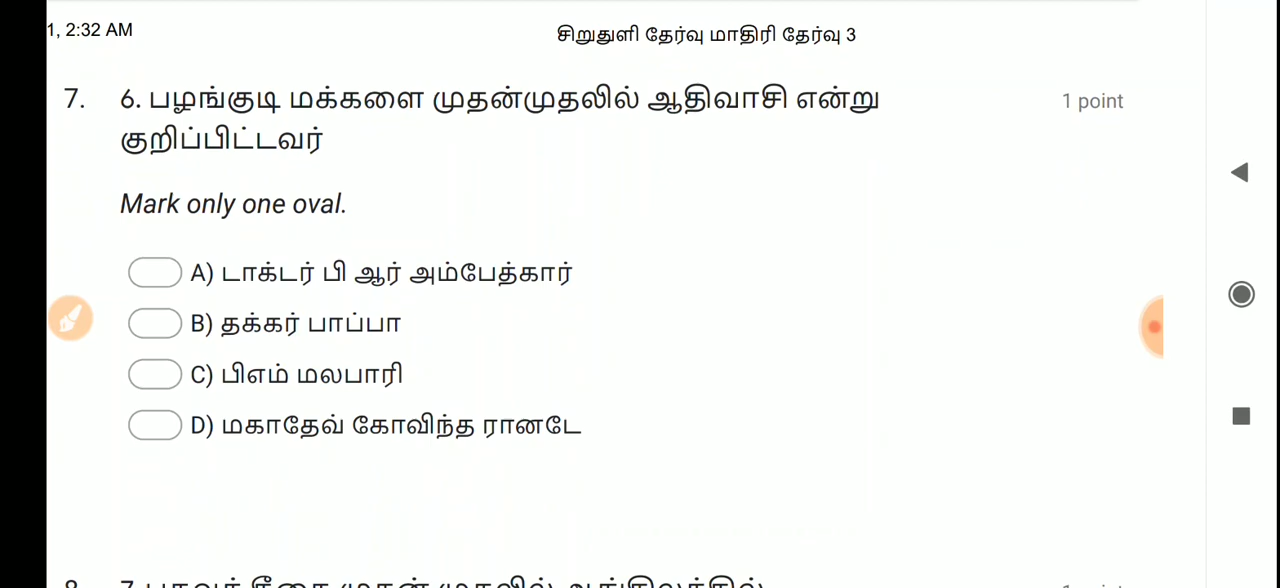 1, 2:32 AM
சிறுதுளி தேர்வு மாதிரி தேர்வு 3
7. 6. பழங்குடி மக்களை முதன்முதலில் ஆதிவாசி என்று
1 point
குறிப்பிட்டவர்
Mark only one oval.
A) டாக்டர் பி ஆர் அம்பேத்கார்
B) தக்கர் பாப்பா
C) பிஎம் மலபாரி
D) மகாதேவ் கோவிந்த ரானடே